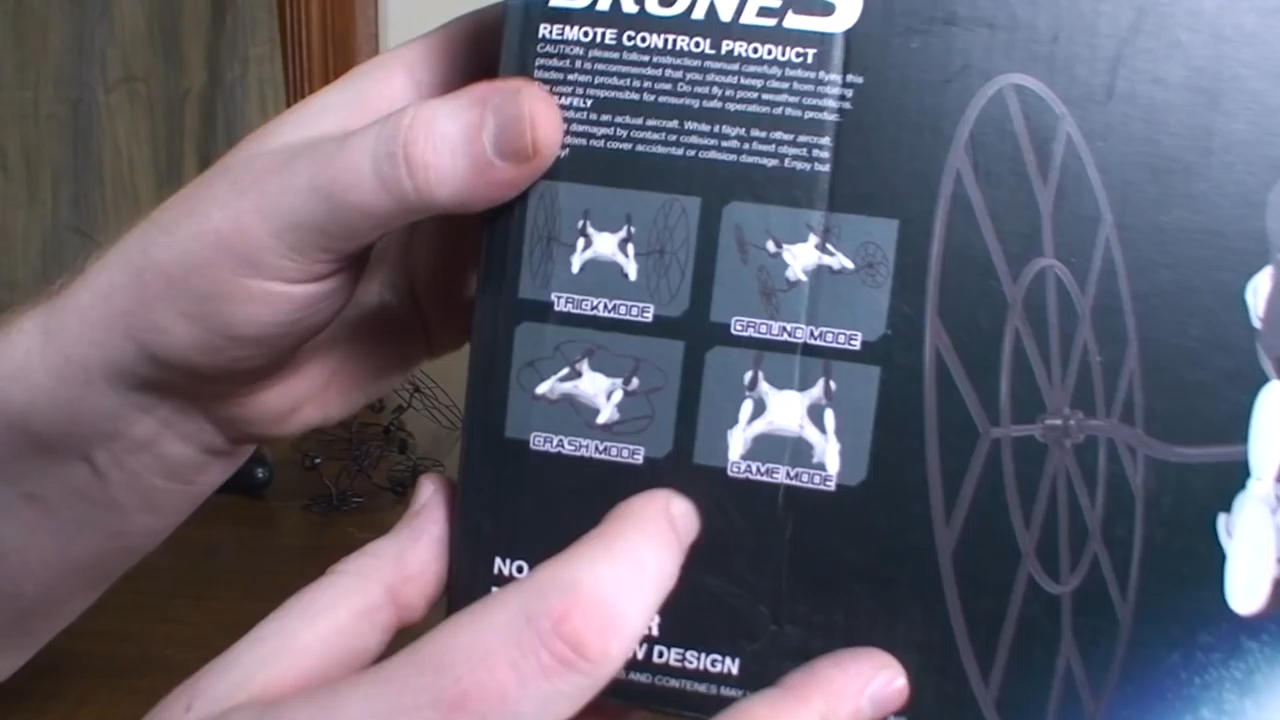 DRONES
REMOTE CONTROL PRODUCT
CAUTION: please follow instruction manual carefully before flying this
product. It is recommended that you should keep clear from rotating
blades when product is in use. Do not fly in poor weather conditions.
user is responsible for ensuring safe operation of this product.
SAFELY
product is an actual aircraft. While it flight, like other aircraft,
damaged by contact or collision with a fixed object, this
does not cover accidental or collision damage. Enjoy but
TRICK MODE
GROUND MODE
CRASH MODE
GAME MODE
NO
DESIGN
AND CONTENES MAY